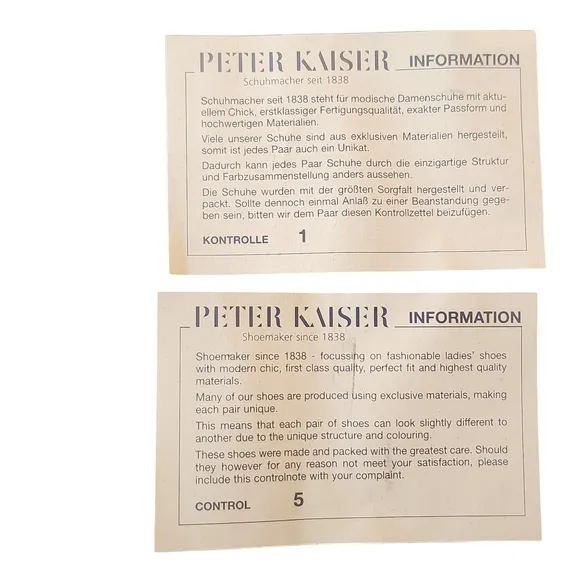 PETER KAISER INFORMATION
Schuhmacher seit 1838
Schuhmacher seit 1838 steht für modische Damenschuhe mit aktu-
ellem Chick, erstklassiger Fertigungsqualität, exakter Passform und
hochwertigen Materialien.
Viele unserer Schuhe sind aus exklusiven Materialien hergestellt,
somit ist jedes Paar auch ein Unikat.
Dadurch kann jedes Paar Schuhe durch die einzigartige Struktur
und Farbzusammenstellung anders aussehen.
Die Schuhe wurden mit der größten Sorgfalt hergestellt und ver-
packt. Sollte dennoch einmal Anlaß zu einer Beanstandung gege-
ben sein, bitten wir dem Paar diesen Kontrollzettel beizufügen.
KONTROLLE 1
PETER KAISER INFORMATION
Shoemaker since 1838
Shoemaker since 1838 - focussing on fashionable ladies' shoes
with modern chic, first class quality, perfect fit and highest quality
materials.
Many of our shoes are produced using exclusive materials, making
each pair unique.
This means that each pair of shoes can look slightly different to
another due to the unique structure and colouring.
These shoes were made and packed with the greatest care. Should
they however for any reason not meet your satisfaction, please
include this controlnote with your complaint.
CONTROL 5